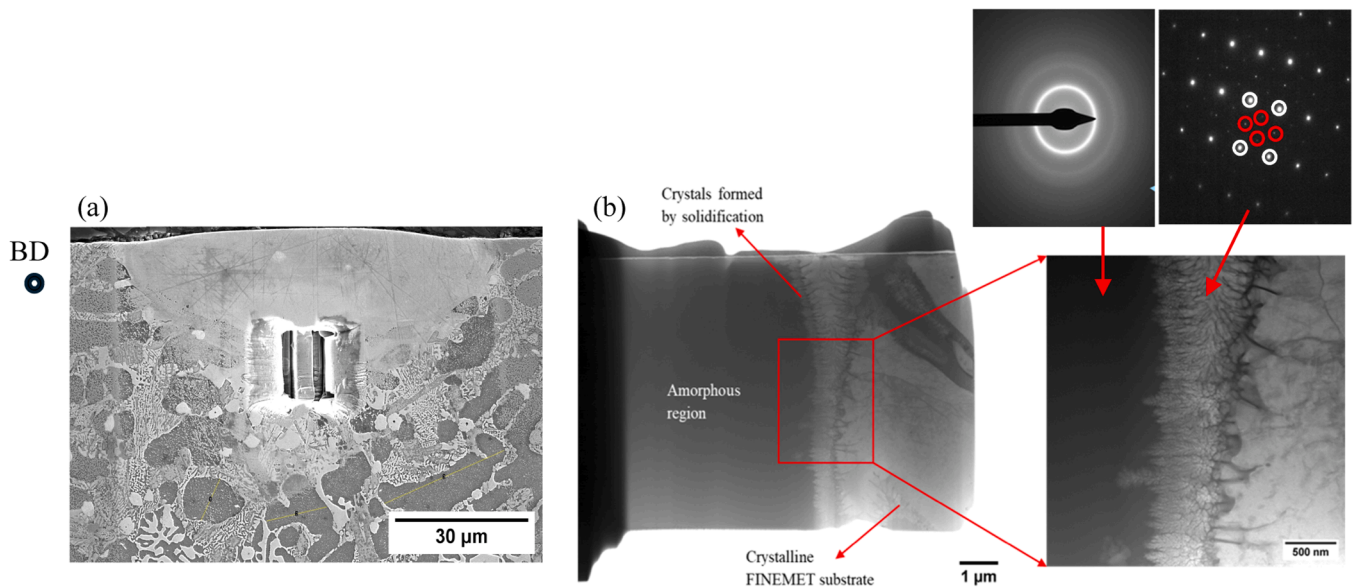 (a)
BD
30 µm
(b)
Crystals formed
by solidification
Amorphous
region
Crystalline
FINEMET substrate
1 µm
500 nm